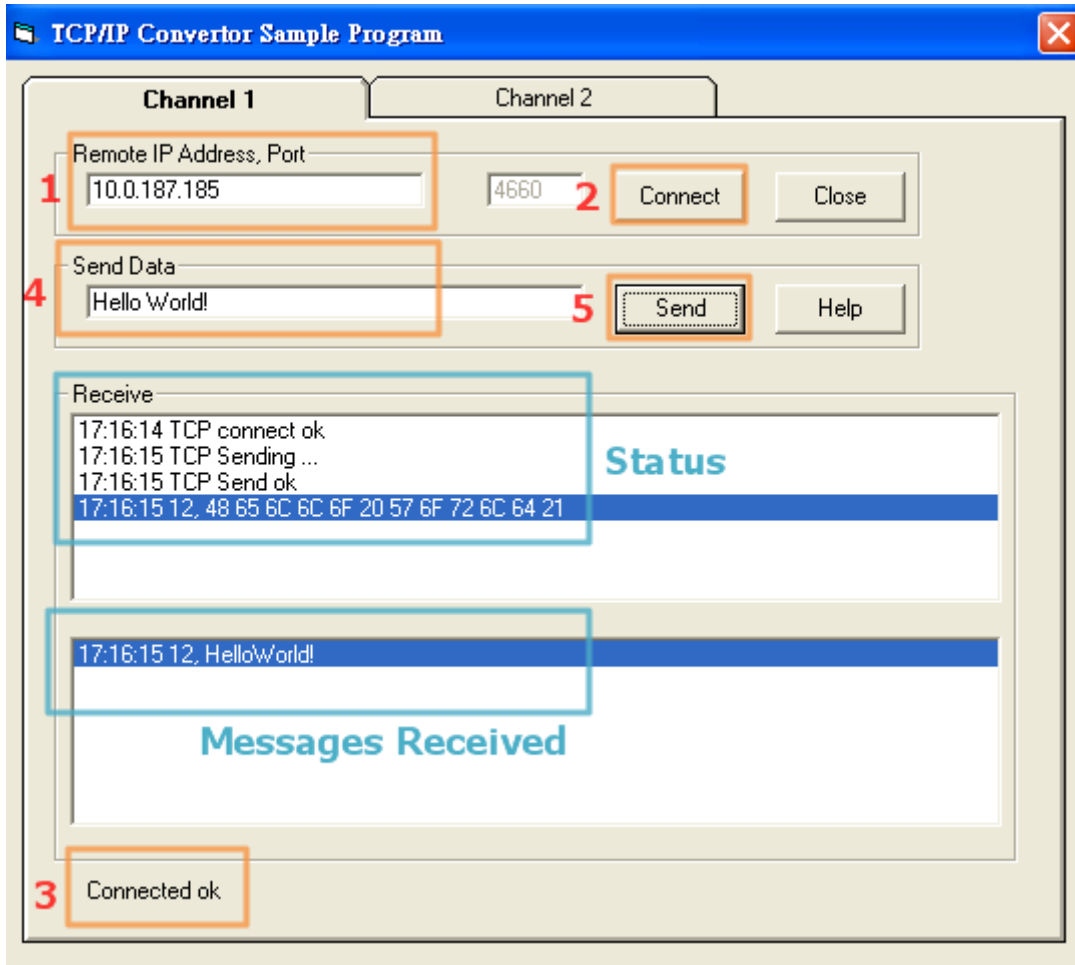 TCP/IP Convertor Sample Program
Channel 1
Channel 2
Remote IP Address, Port
1
10.0.187.185
4660
2
Connect
Close
Send Data
4
Hello World!
5
Send
Help
Receive
17:16:14 TCP connect ok
17:16:15 TCP Sending ...
17:16:15 TCP Send ok
17:16:15 12, 48 65 6C 6C 6F 20 57 6F 72 6C 64 21
Status
17:16:15 12, HelloWorld!
Messages Received
3
Connected ok